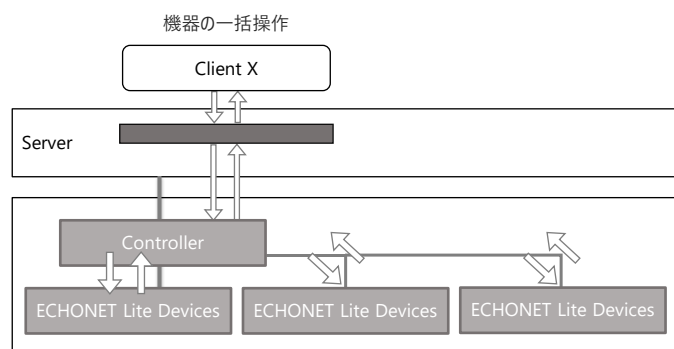 機器の一括操作
Client X
Server
Controller
ECHONET Lite Devices
ECHONET Lite Devices
ECHONET Lite Devices